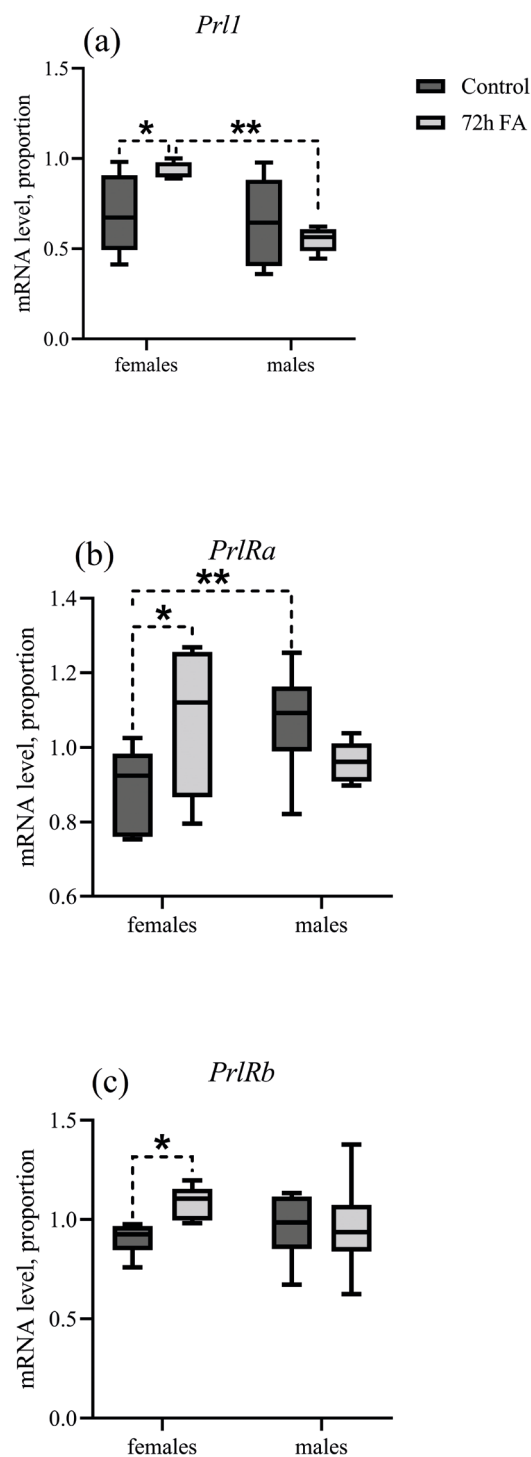 (a)
Prl1
mRNA level, proportion
1.5
1.0
0.5
0.0
*
**
females
males
Control
72h FA
(b)
PrlRa
mRNA level, proportion
1.4
1.2
1.0
0.8
0.6
**
*
females
males
(c)
PrlRb
mRNA level, proportion
1.5
1.0
0.5
0.0
*
females
males